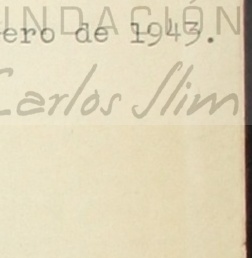 UNDACIÓN
ero de 1943.
Carlos Slim